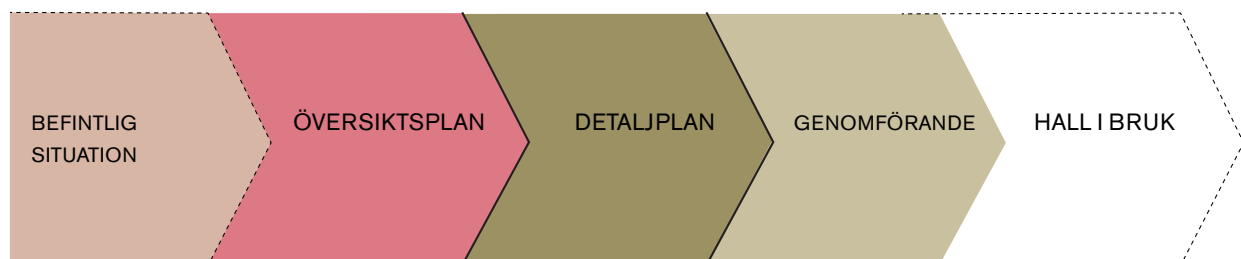 BEFINTLIG
SITUATION
ÖVERSIKTSPLAN
DETALJPLAN
GENOMFÖRANDE
HALL I BRUK